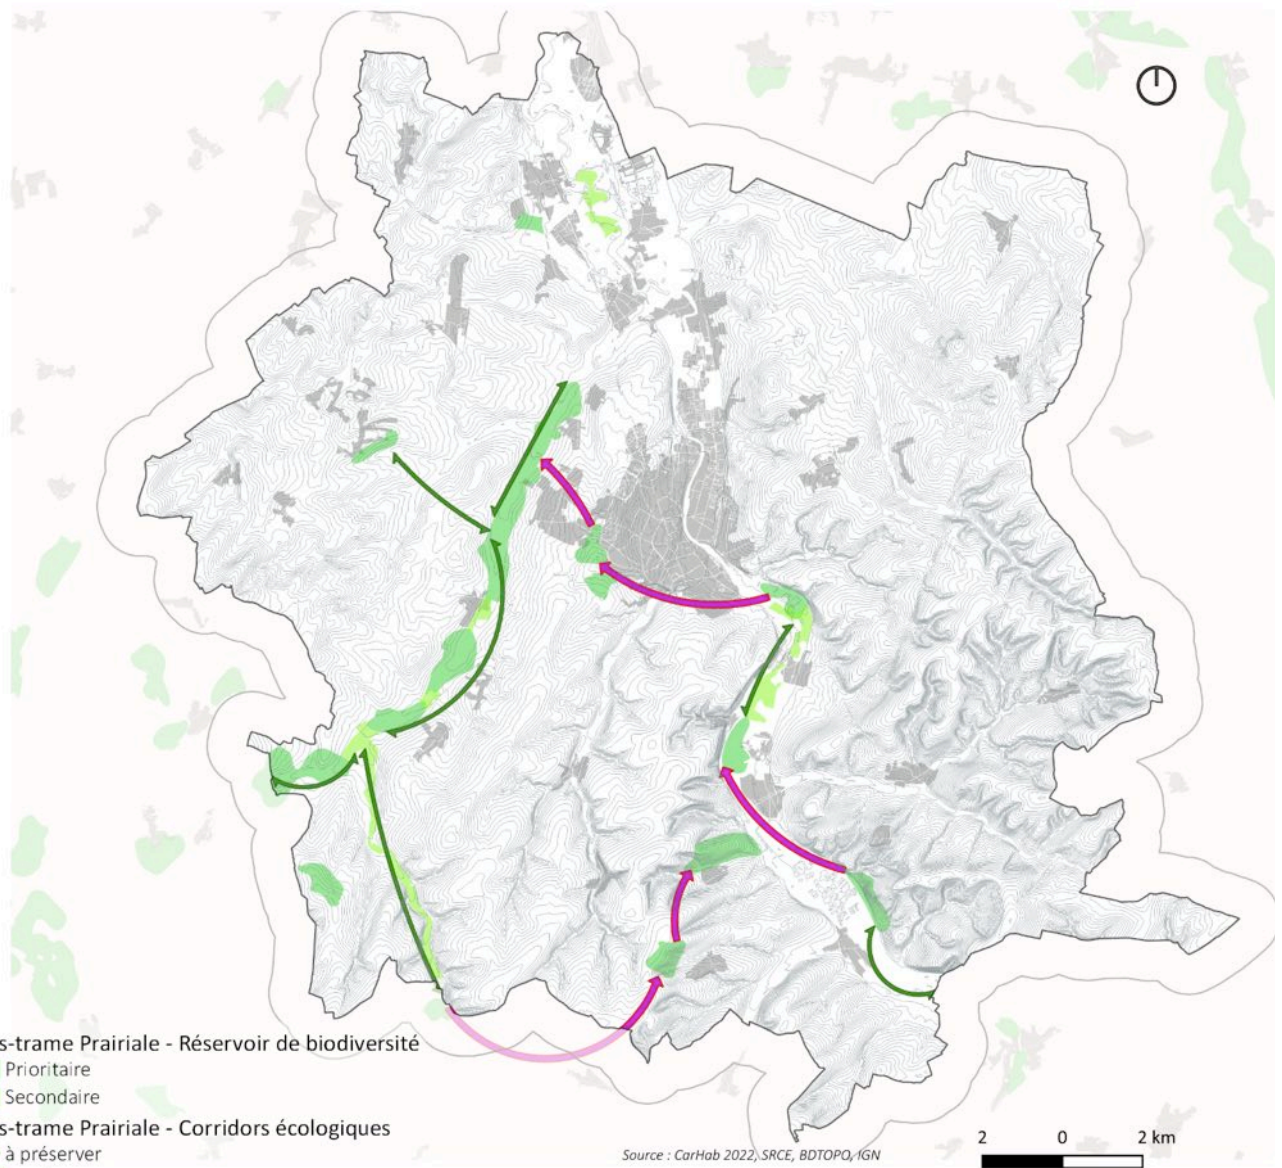 s-trame Prairiale - Réservoir de biodiversité
Prioritaire
Secondaire
s-trame Prairiale - Corridors écologiques
à préserver
Source : CarHab 2022, SRCE, BDTOPO, IGN
2 0 2 km